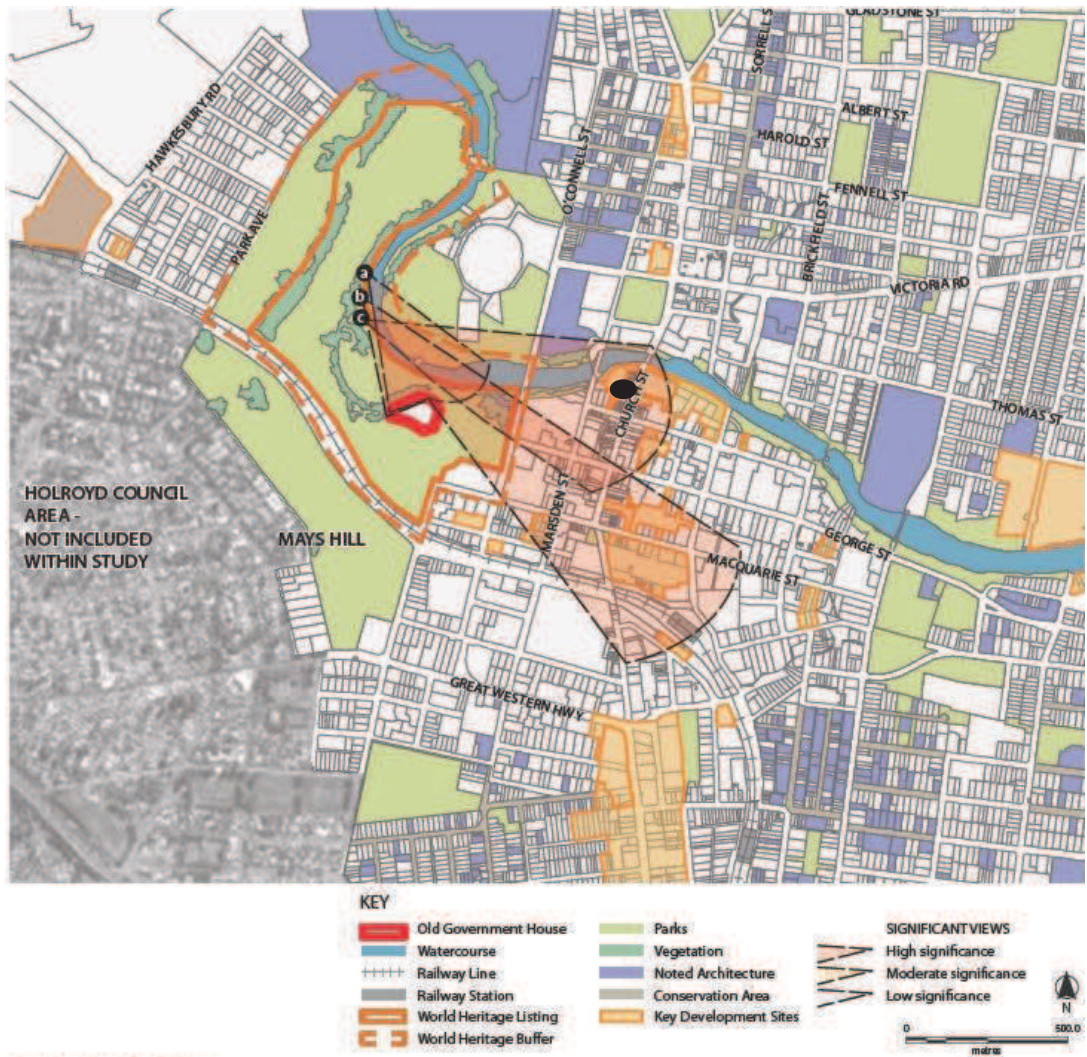 GLADSTONE ST
SORRELL ST
ALBERT ST
HAWKESBURY RD
O'CONNELL ST
HAROLD ST
FENNELL ST
PARK AVE
BRICKFIELD ST
a
VICTORIA RD
b
c
CHURCH ST
THOMAS ST
HOLROYD COUNCIL
AREA -
NOT INCLUDED
WITHIN STUDY
MAYS HILL
MARSDEN ST
GEORGE ST
MACQUARIE ST
GREAT WESTERN HWY
KEY
Old Government House
Watercourse
Railway Line
Railway Station
World Heritage Listing
World Heritage Buffer
Parks
Vegetation
Noted Architecture
Conservation Area
Key Development Sites
SIGNIFICANT VIEWS
High significance
Moderate significance
Low significance
N
0 500.0
metres